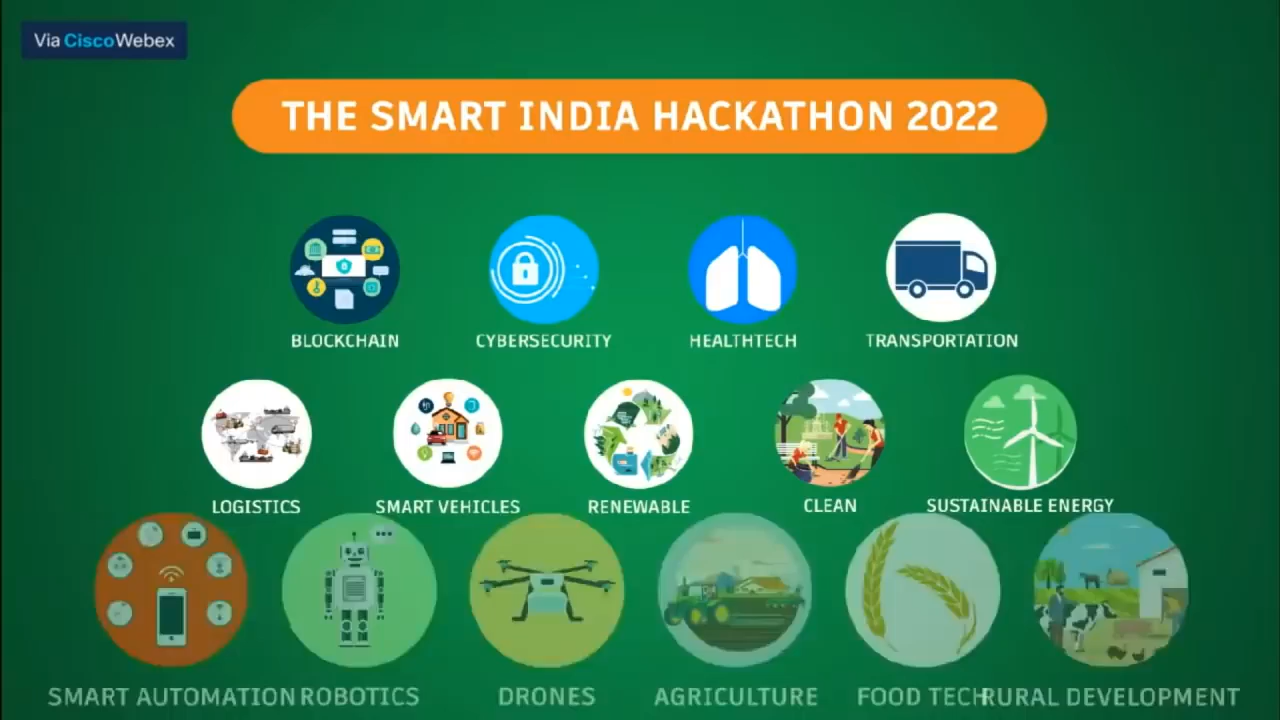 Via CiscoWebex
THE SMART INDIA HACKATHON 2022
BLOCKCHAIN
CYBERSECURITY
HEALTHTECH
TRANSPORTATION
LOGISTICS
SMART VEHICLES
RENEWABLE
CLEAN
SUSTAINABLE ENERGY
SMART AUTOMATION
ROBOTICS
DRONES
AGRICULTURE
FOOD TECH
RURAL DEVELOPMENT